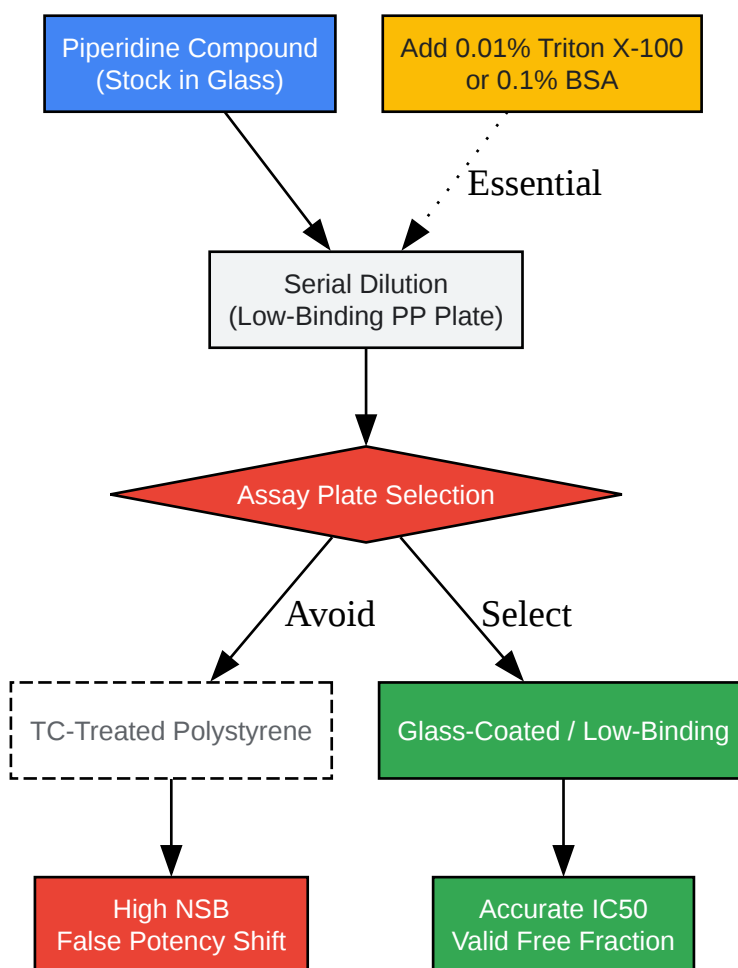 Piperidine Compound
(Stock in Glass)
Add 0.01% Triton X-100
or 0.1% BSA
Essential
Serial Dilution
(Low-Binding PP Plate)
Assay Plate Selection
Avoid
Select
TC-Treated Polystyrene
Glass-Coated / Low-Binding
High NSB
False Potency Shift
Accurate IC50
Valid Free Fraction